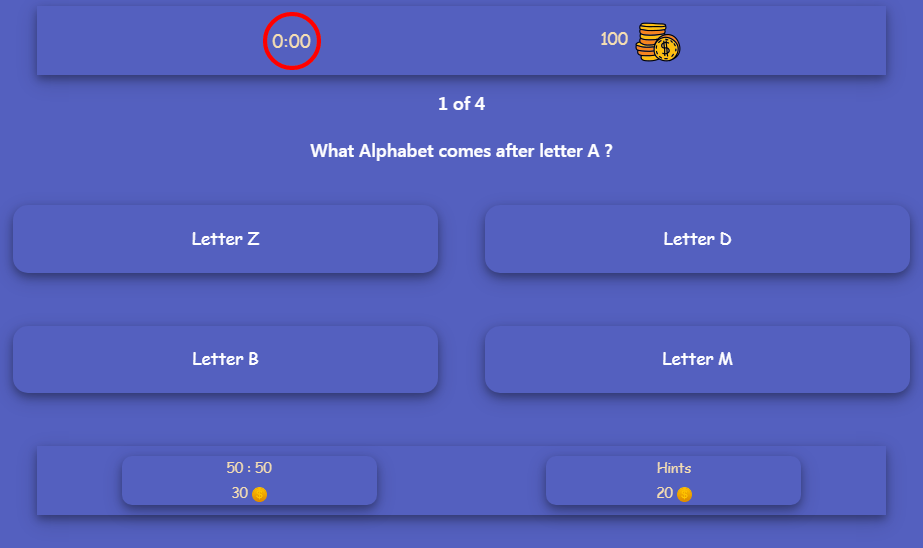 0:00
100
1 of 4
What Alphabet comes after letter A ?
Letter Z
Letter D
Letter B
Letter M
50 : 50
30
Hints
20